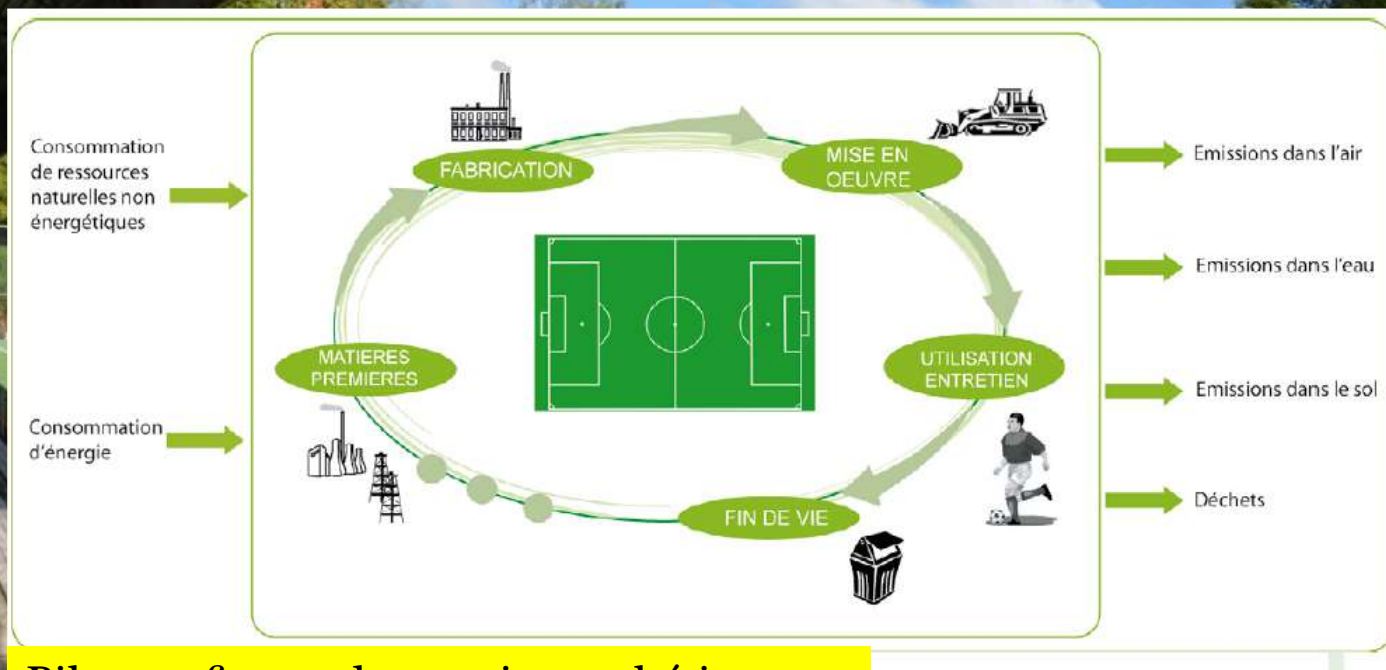 Consommation
de ressources
naturelles non
énergétiques
Consommation
d'énergie
FABRICATION
MISE EN
OEUVRE
MATIERES
PREMIERES
UTILISATION
ENTRETIEN
FIN DE VIE
Emissions dans l'air
Emissions dans l'eau
Emissions dans le sol
Déchets